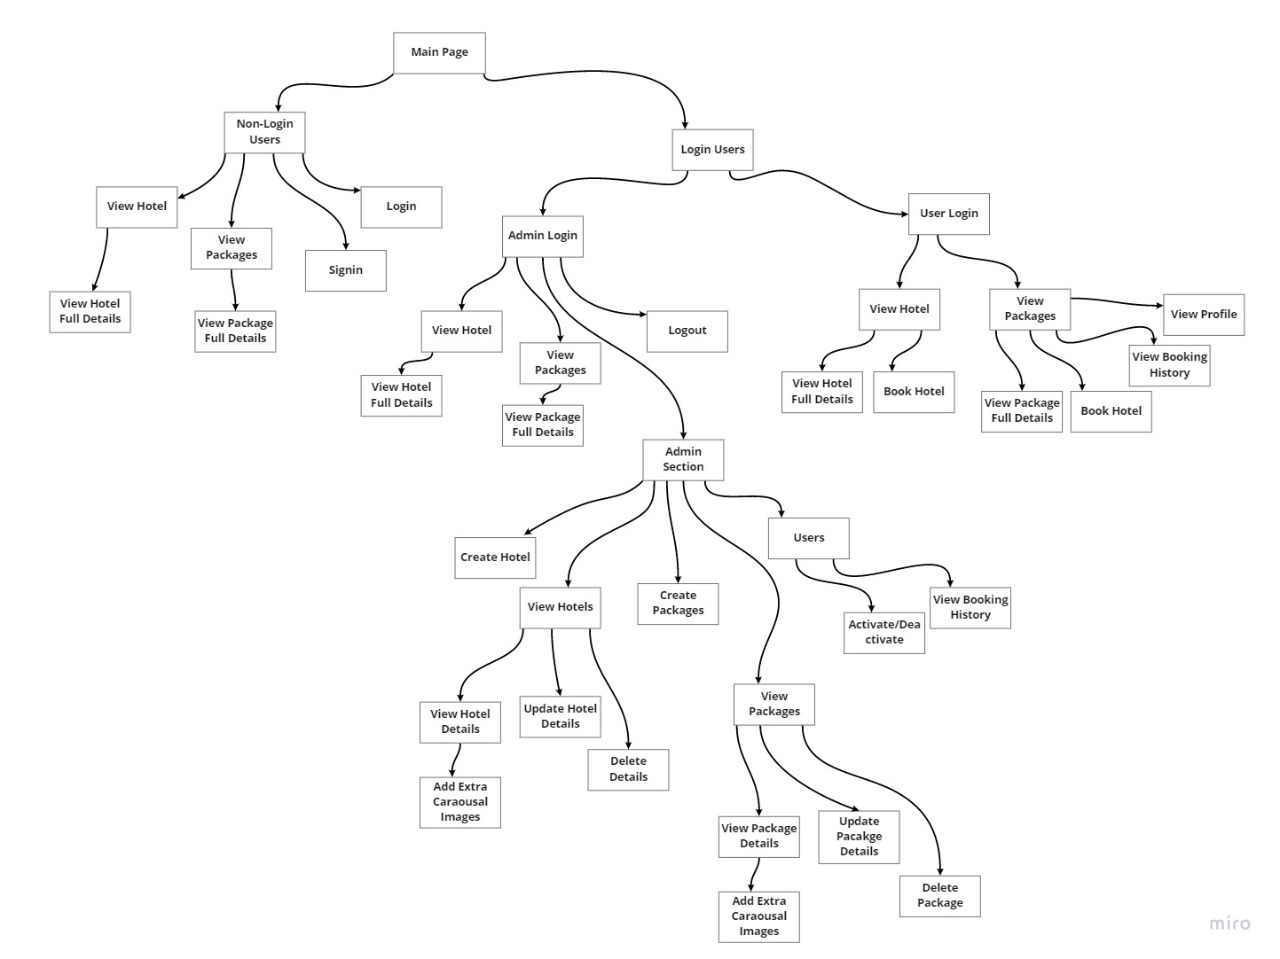 Main Page
Non-Login
Users
Login Users
View Hotel
Login
User Login
View
Packages
Admin Login
Signin
View Hotel
Full Details
View Package
Full Details
View Hotel
Logout
View Hotel
View
Packages
View Profile
View
Packages
View Booking
History
View Hotel
Full Details
View Hotel
Full Details
Book Hotel
View Package
Full Details
Book Hotel
View Package
Full Details
Admin
Section
Users
Create Hotel
View Hotels
Create
Packages
View Booking
History
Activate/Dea
ctivate
View
Packages
View Hotel
Details
Update Hotel
Details
Delete
Details
Add Extra
Caraousal
Images
View Package
Details
Update
Pacakge
Details
Delete
Package
Add Extra
Caraousal
Images
miro